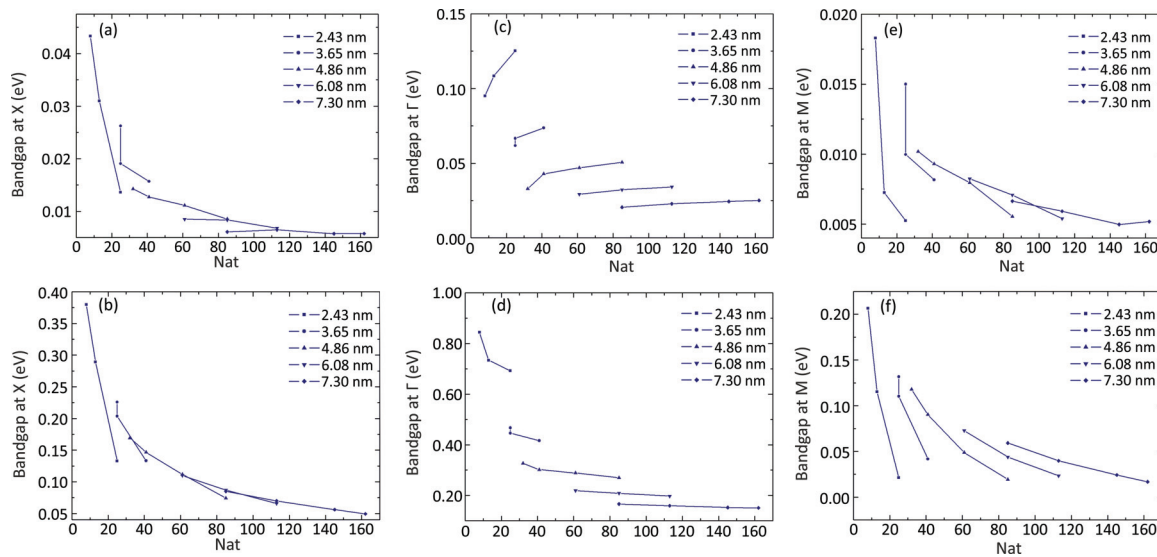 (a)
Bandgap at X (eV)
0.04
0.03
0.02
0.01
0 20 40 60 80 100 120 140 160
Nat
2.43 nm
3.65 nm
4.86 nm
6.08 nm
7.30 nm
(c)
Bandgap at Γ (eV)
0.15
0.10
0.05
0.00
0 20 40 60 80 100 120 140 160
Nat
2.43 nm
3.65 nm
4.86 nm
6.08 nm
7.30 nm
(e)
Bandgap at M (eV)
0.020
0.015
0.010
0.005
0 20 40 60 80 100 120 140 160
Nat
2.43 nm
3.65 nm
4.86 nm
6.08 nm
7.30 nm
(b)
Bandgap at X (eV)
0.40
0.35
0.30
0.25
0.20
0.15
0.10
0.05
0 20 40 60 80 100 120 140 160
Nat
2.43 nm
3.65 nm
4.86 nm
6.08 nm
7.30 nm
(d)
Bandgap at Γ (eV)
1.00
0.80
0.60
0.40
0.20
0 20 40 60 80 100 120 140 160
Nat
2.43 nm
3.65 nm
4.86 nm
6.08 nm
7.30 nm
(f)
Bandgap at M (eV)
0.20
0.15
0.10
0.05
0.00
0 20 40 60 80 100 120 140 160
Nat
2.43 nm
3.65 nm
4.86 nm
6.08 nm
7.30 nm